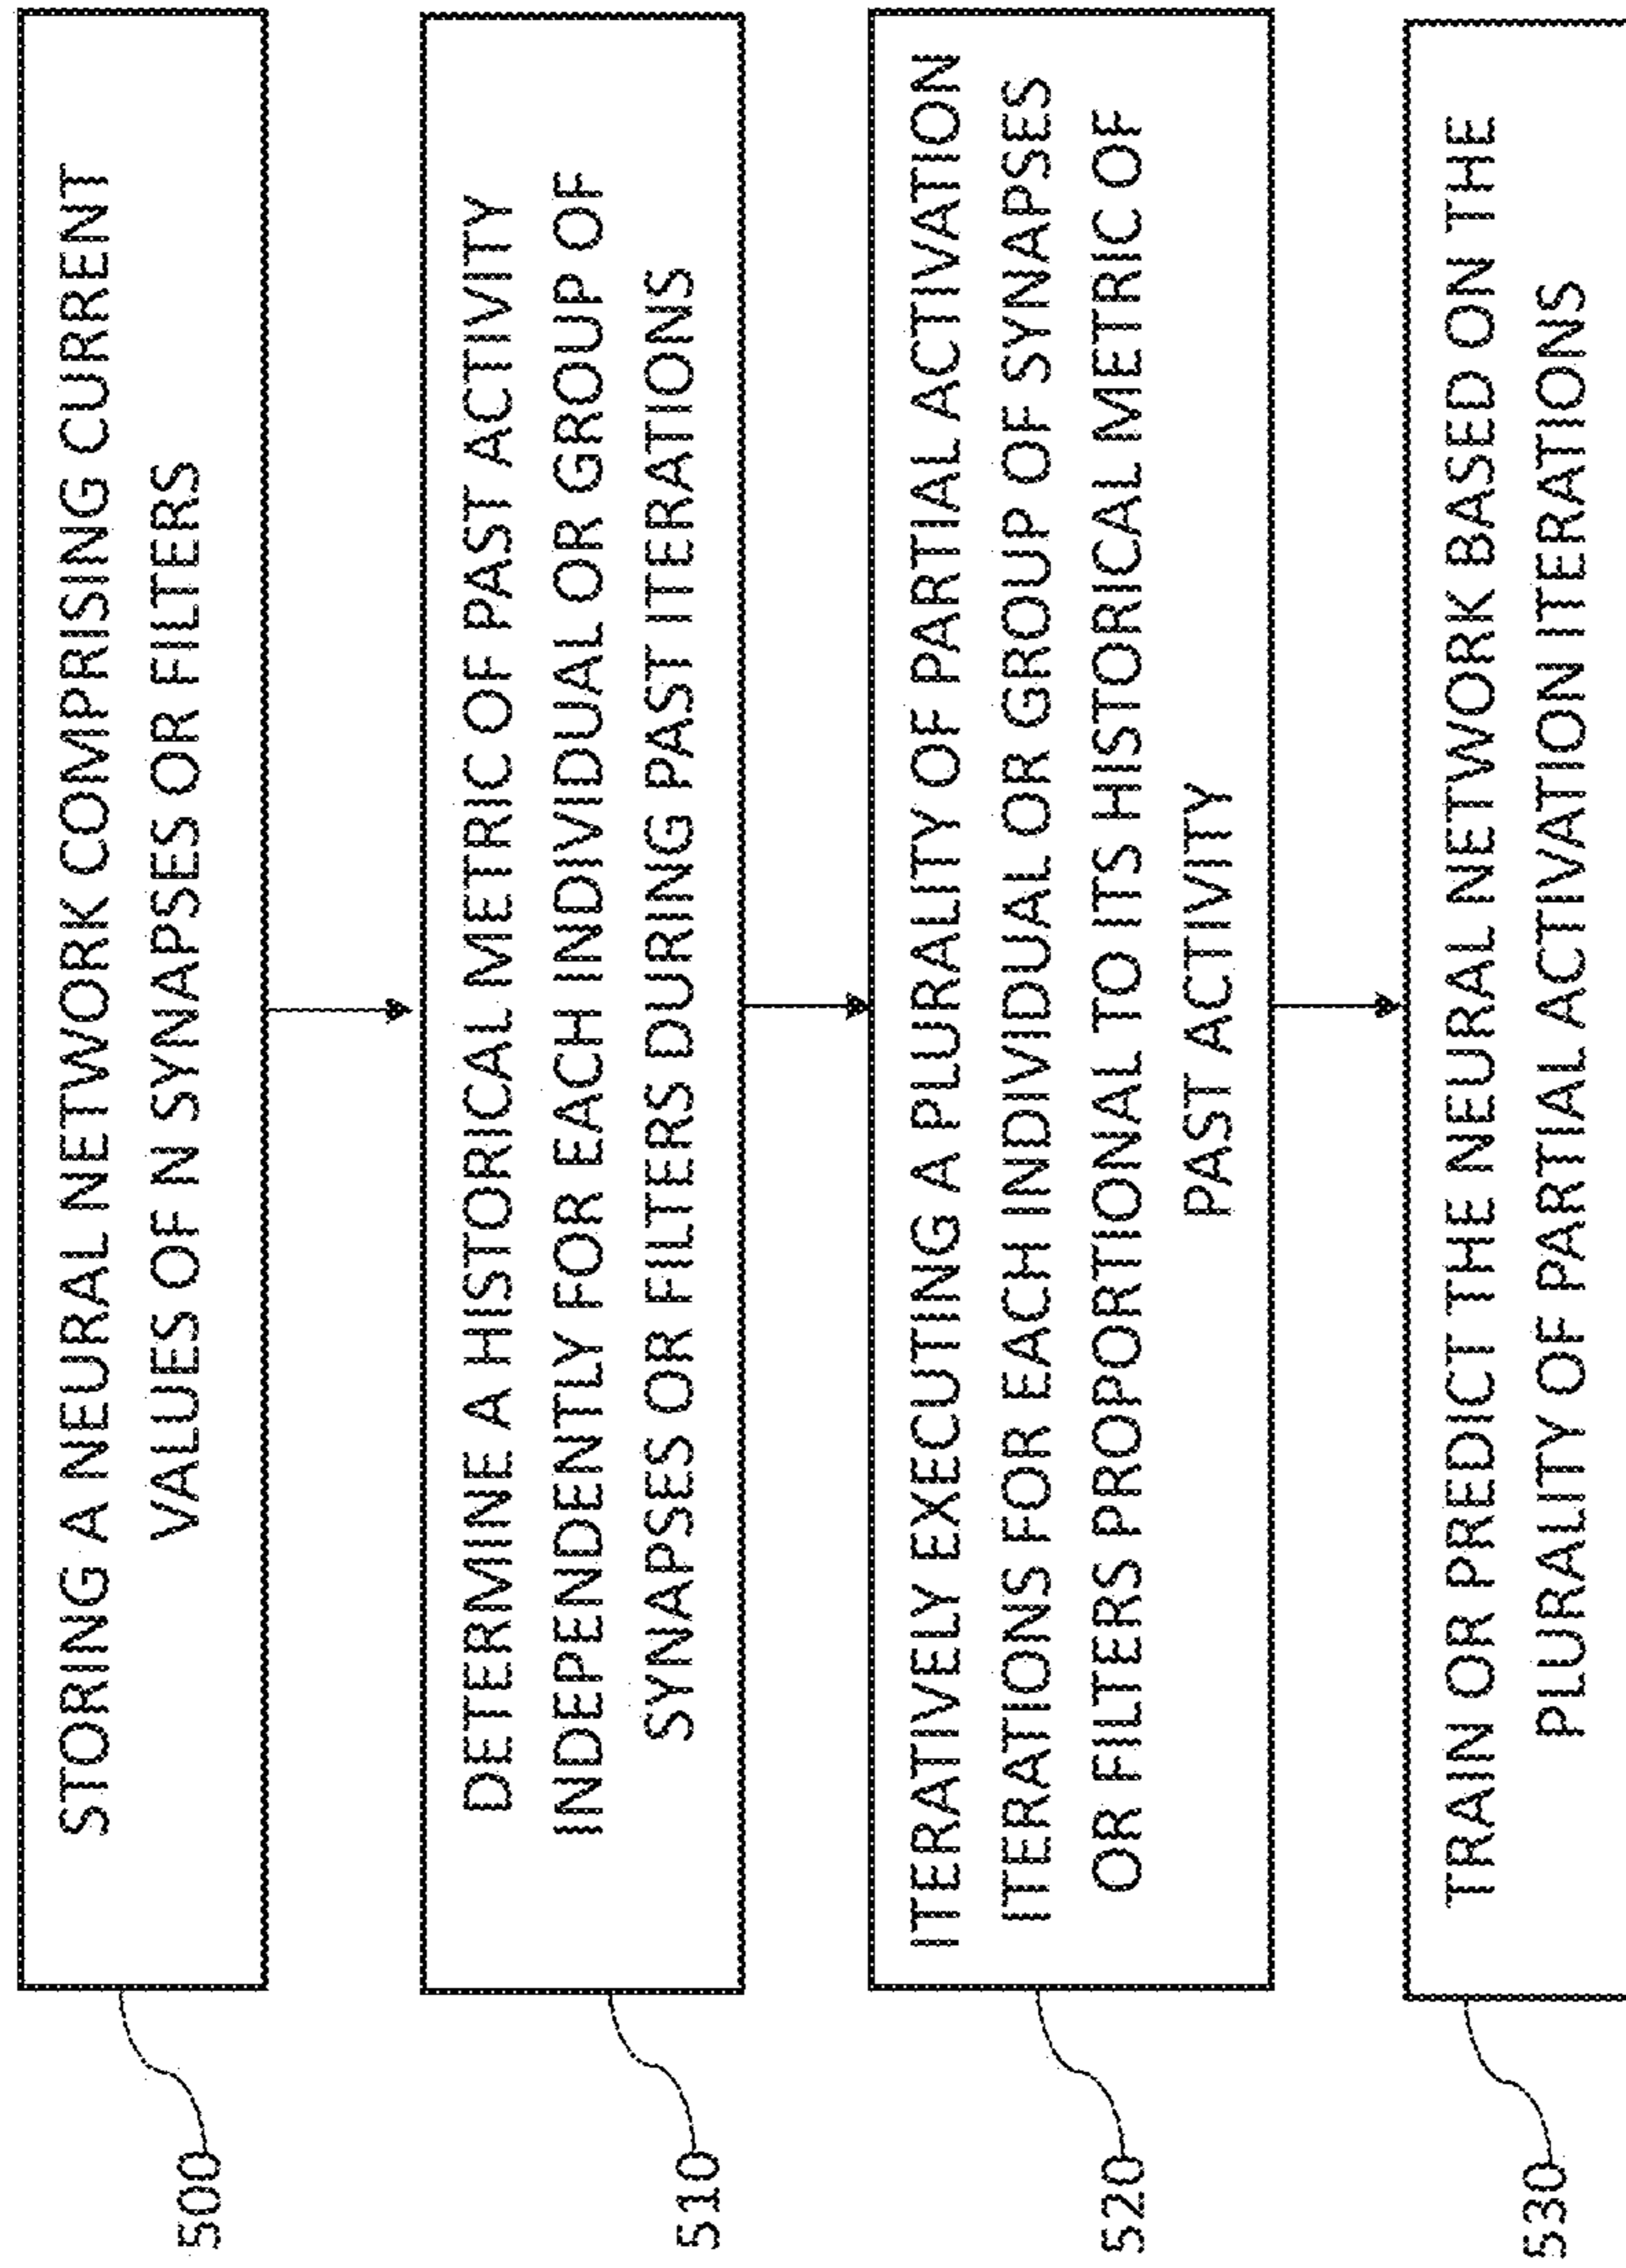 500
STORING A NEURAL NETWORK COMPRISING CURRENT
VALUES OF N SYNAPSES OR FILTERS
510
DETERMINE A HISTORICAL METRIC OF PAST ACTIVITY
INDEPENDENTLY FOR EACH INDIVIDUAL OR GROUP OF
SYNAPSES OR FILTERS DURING PAST ITERATIONS
520
ITERATIVELY EXECUTING A PLURALITY OF PARTIAL ACTIVATION
ITERATIONS FOR EACH INDIVIDUAL OR GROUP OF SYNAPSES
OR FILTERS PROPORTIONAL TO ITS HISTORICAL METRIC OF
PAST ACTIVITY
530
TRAIN OR PREDICT THE NEURAL NETWORK BASED ON THE
PLURALITY OF PARTIAL ACTIVATION ITERATIONS